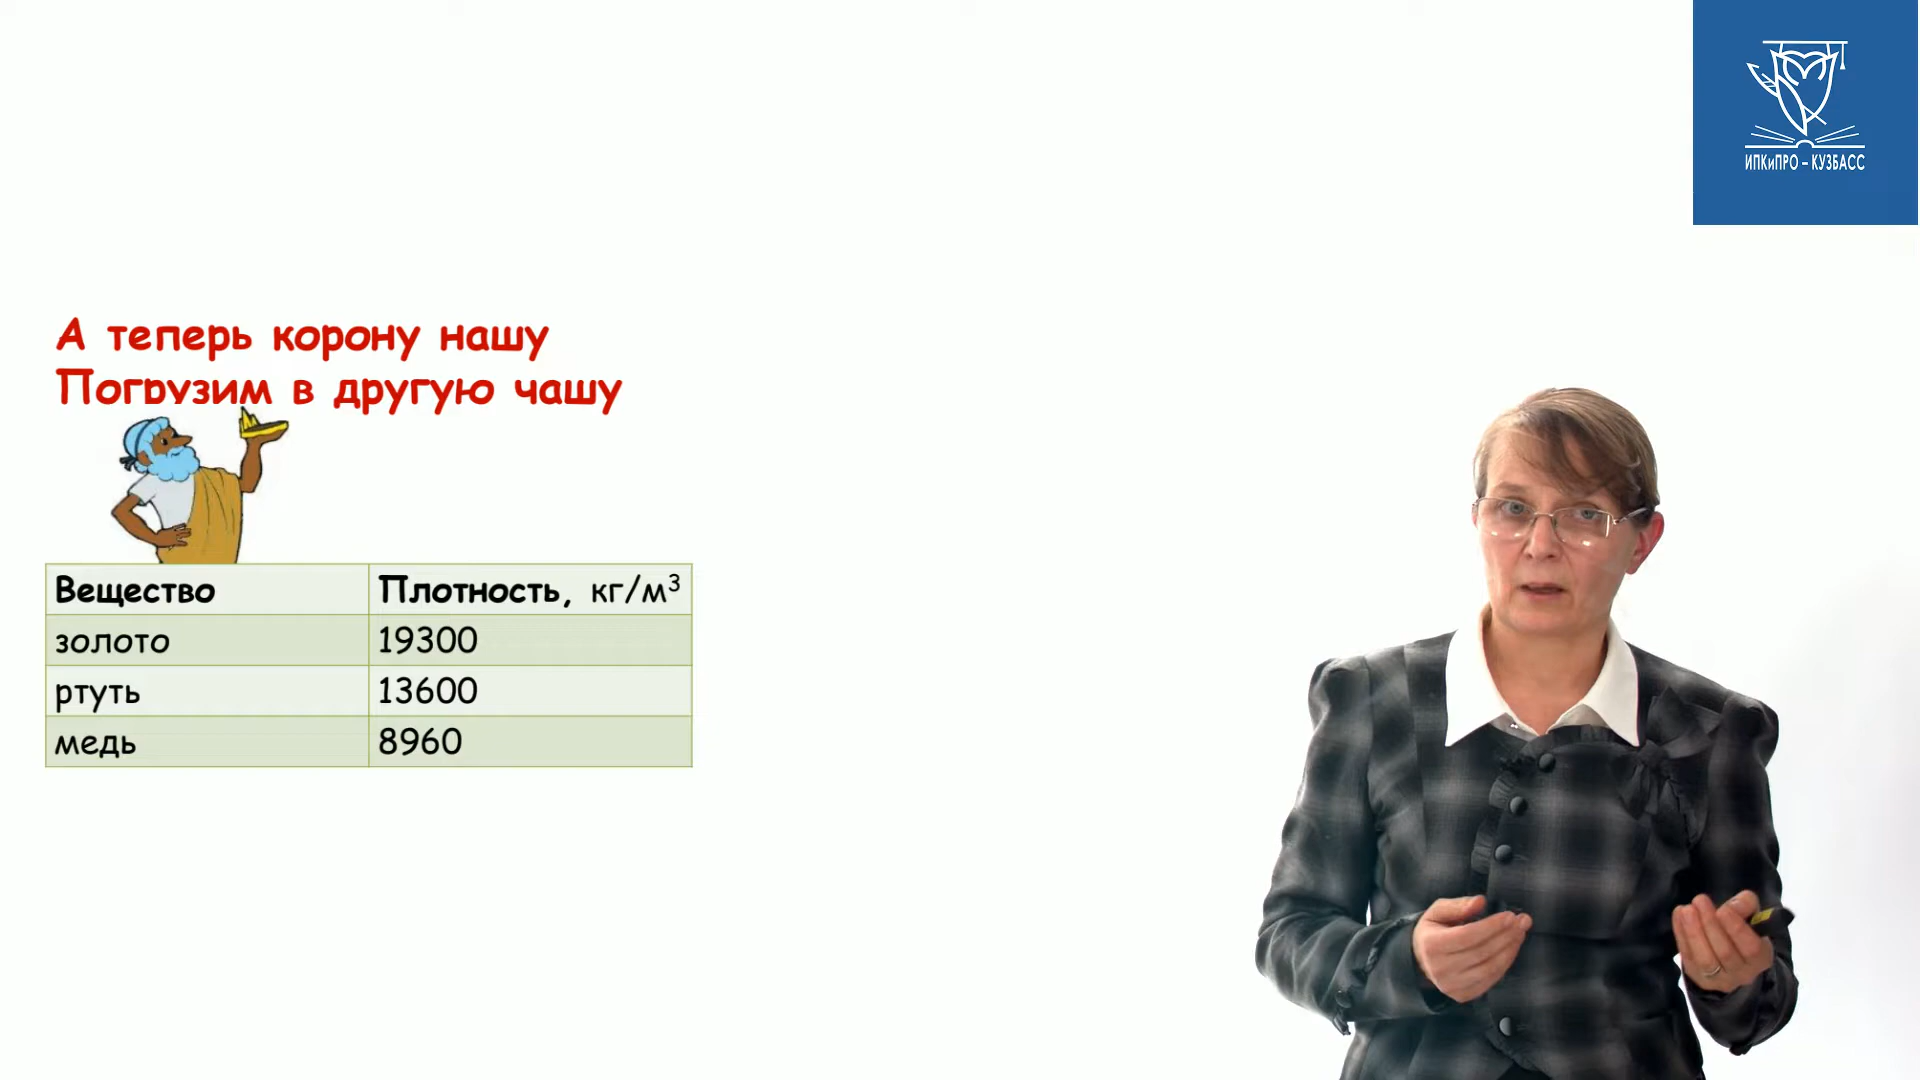 ИПКиПРО – КУЗБАСС
А теперь корону нашу
Погрузим в другую чашу
Вещество Плотность, кг/м³
золото 19300
ртуть 13600
медь 8960